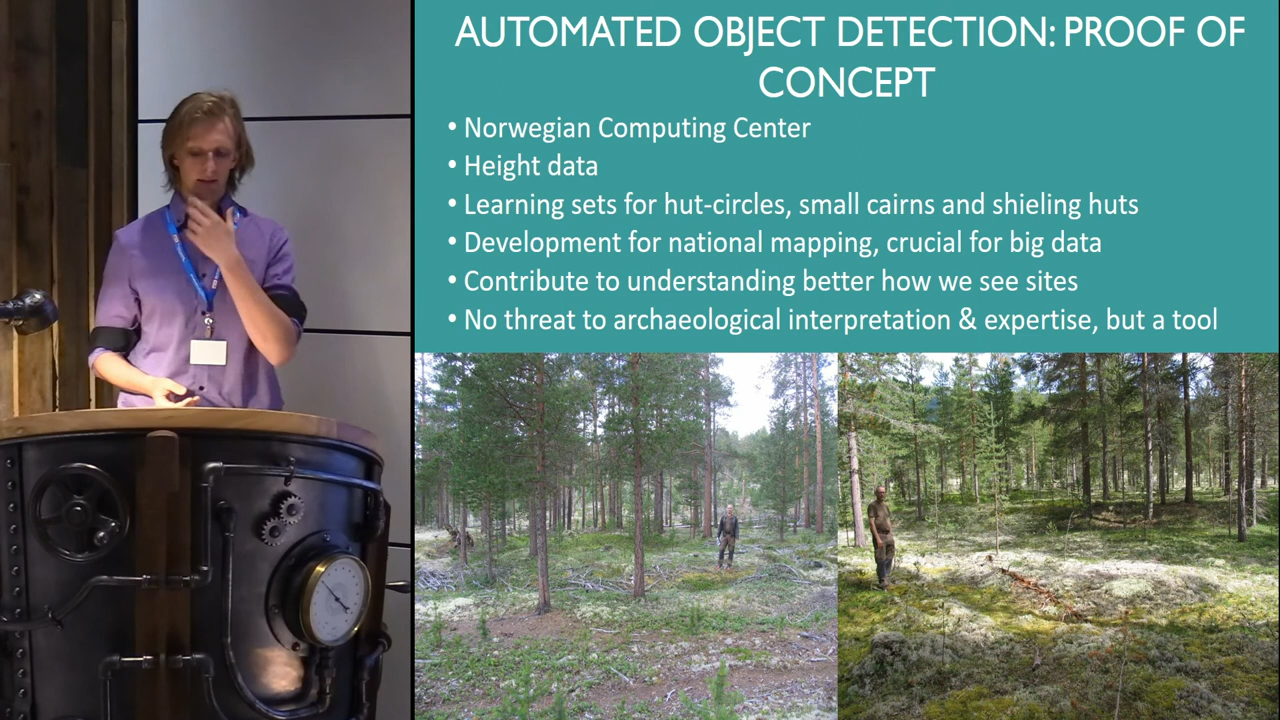 AUTOMATED OBJECT DETECTION: PROOF OF
CONCEPT
• Norwegian Computing Center
• Height data
• Learning sets for hut-circles, small cairns and shieling huts
• Development for national mapping, crucial for big data
• Contribute to understanding better how we see sites
• No threat to archaeological interpretation & expertise, but a tool